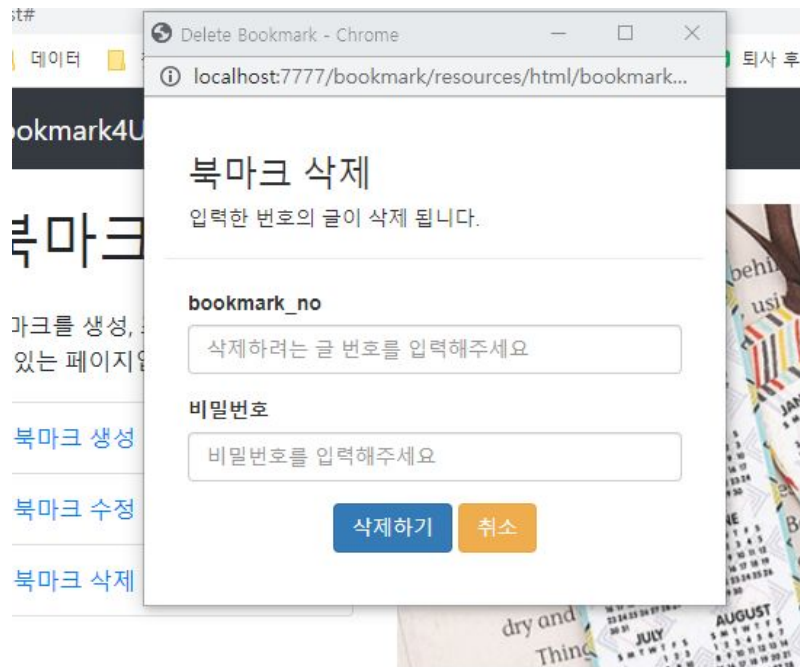 st#
Delete Bookmark - Chrome
데이터
퇴사 후
localhost:7777/bookmark/resources/html/bookmark...
ookmark4U
북마크 삭제
입력한 번호의 글이 삭제 됩니다.
북마크
마크를 생성,
있는 페이지
bookmark_no
삭제하려는 글 번호를 입력해주세요
비밀번호
비밀번호를 입력해주세요
북마크 생성
북마크 수정
북마크 삭제
삭제하기 취소
dry and
Thing
JULY
AUGUST